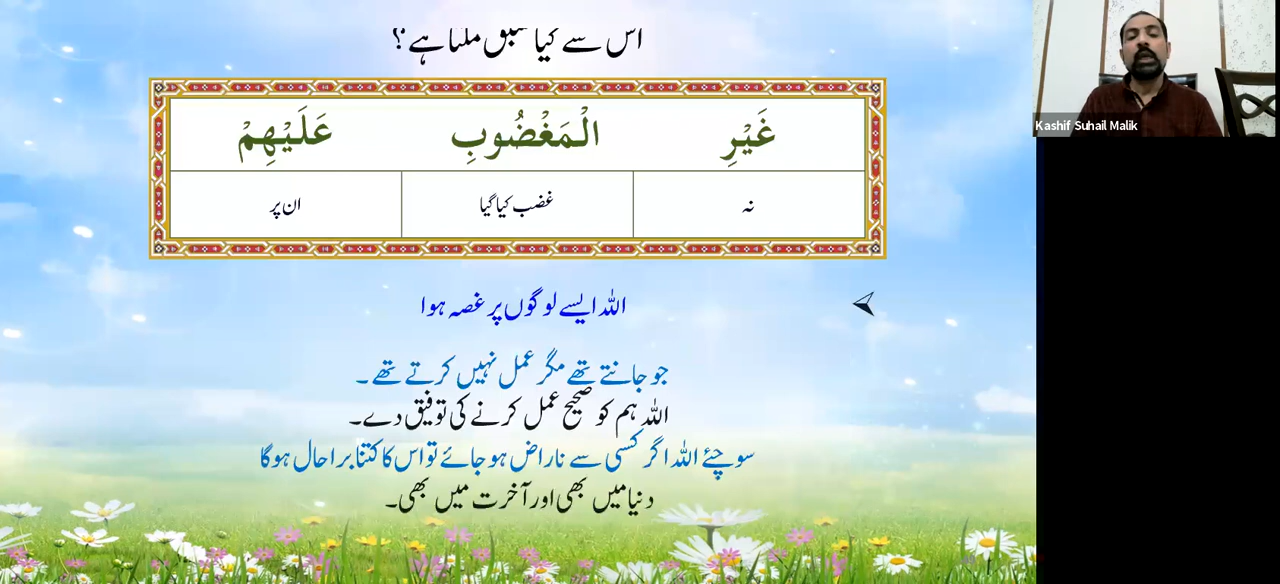 اس سے کیا سبق ملتا ہے؟
غَيْرِ الْمَغْضُوبِ عَلَيْهِمْ
نہ غضب کیا گیا ان پر
اللہ ایسے لوگوں پر غصہ ہوا
جو جانتے تھے مگر عمل نہیں کرتے تھے۔
اللہ ہم کو صحیح عمل کرنے کی توفیق دے۔
سوچئے اللہ اگر کسی سے ناراض ہو جائے تو اس کا کتنا برا حال ہوگا
دنیا میں بھی اور آخرت میں بھی۔
Kashif Suhail Malik